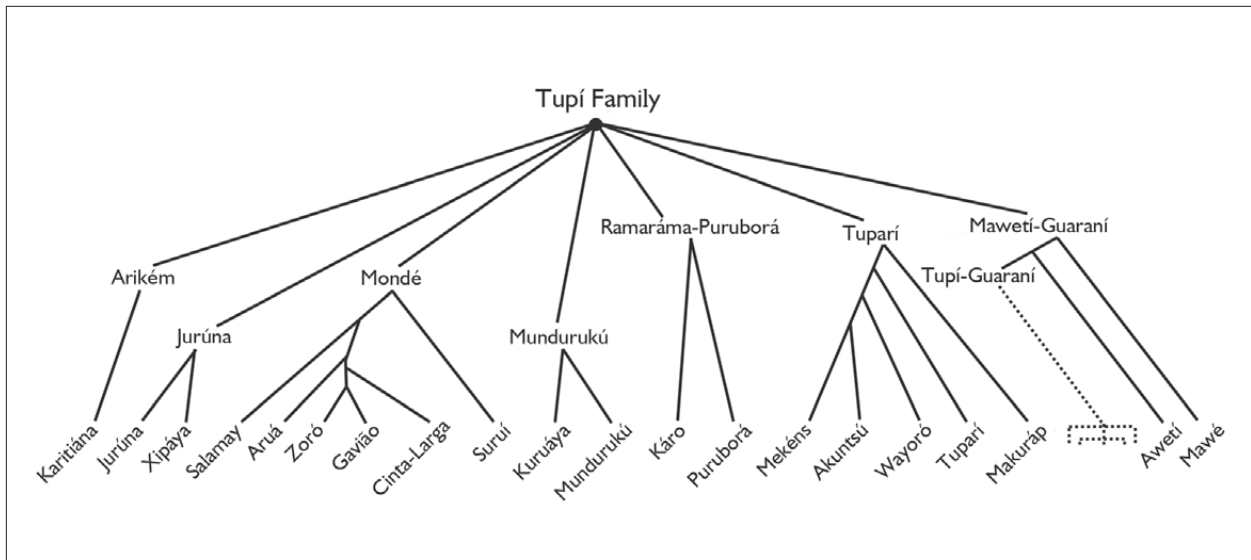 Tupí Family
Ramaráma-Puruborá
Tuparí
Mawetí-Guaraní
Arikém
Mondé
Tupí-Guaraní
Jurúna
Mundurukú
Karitiána
Jurúna
Xipáya
Salamay
Aruá
Zoró
Gavião
Cinta-Larga
Suruí
Kuruáya
Mundurukú
Káro
Puruborá
Mekéns
Akuntsú
Wayoró
Tuparí
Makuráp
Awetí
Mawé